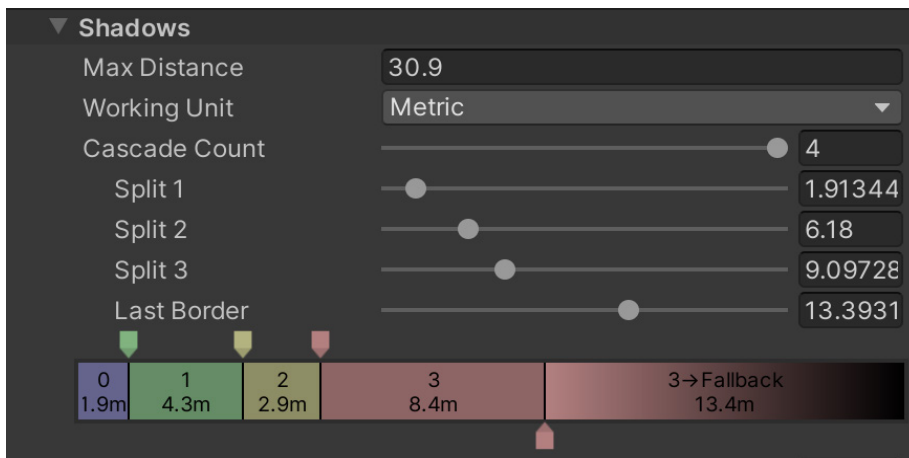 Shadows
Max Distance 30.9
Working Unit Metric
Cascade Count 4
Split 1 1.91344
Split 2 6.18
Split 3 9.09728
Last Border 13.3931
0 1 2 3 3→Fallback
1.9m 4.3m 2.9m 8.4m 13.4m